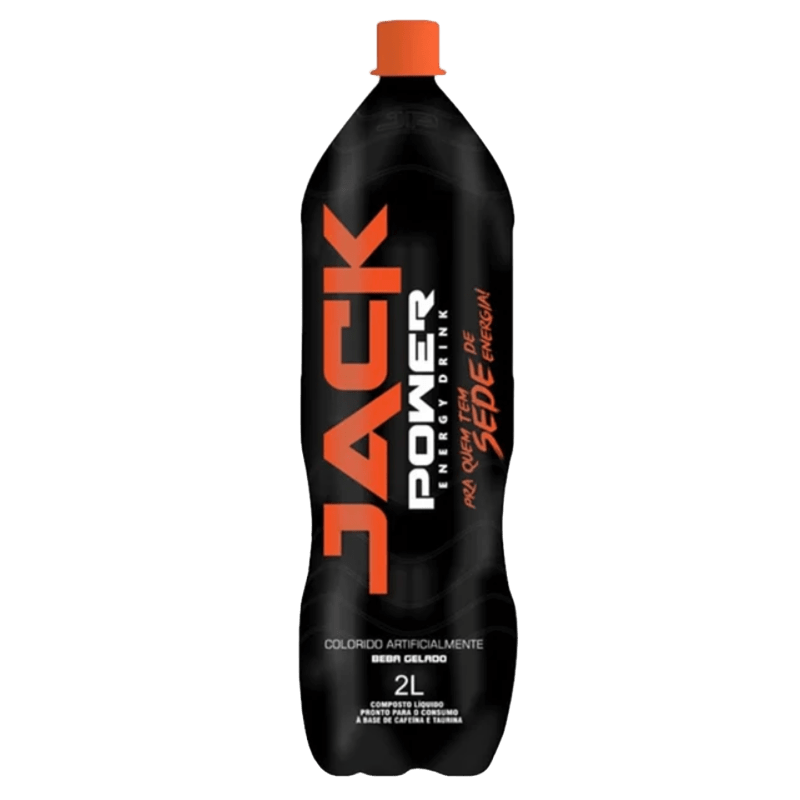 JACK
POWER
ENERGY DRINK
PRA QUEM TEM
SEDE DE
ENERGIA!
COLORIDO ARTIFICIALMENTE
BEBA GELADO
2L
COMPOSTO LÍQUIDO
PRONTO PARA O CONSUMO
À BASE DE CAFEÍNA E TAURINA